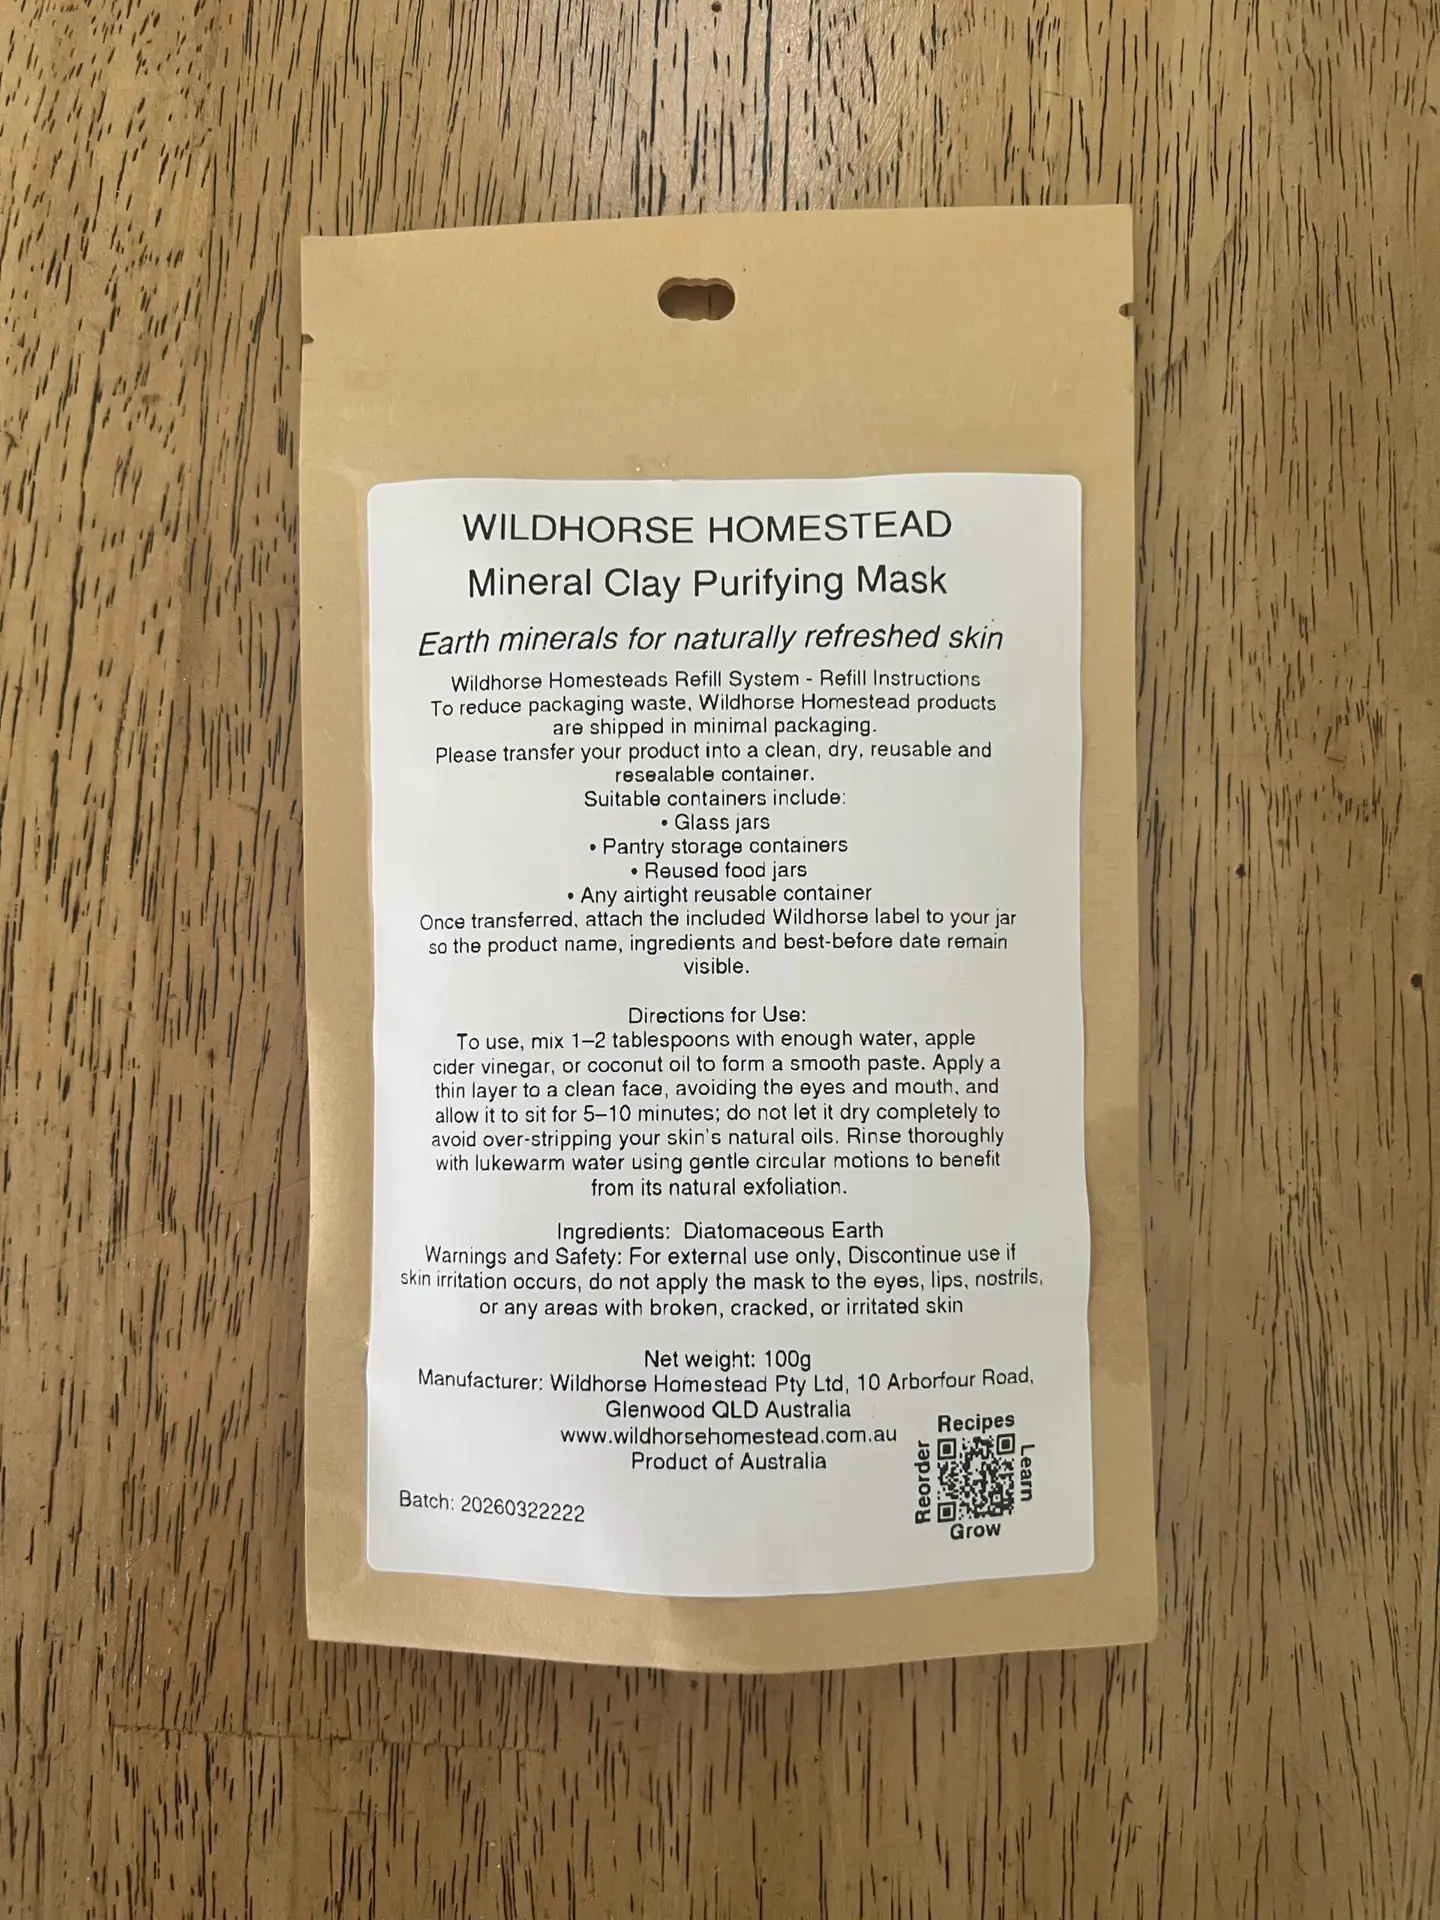 WILDHORSE HOMESTEAD
Mineral Clay Purifying Mask
Earth minerals for naturally refreshed skin
Wildhorse Homesteads Refill System - Refill Instructions
To reduce packaging waste, Wildhorse Homestead products
are shipped in minimal packaging.
Please transfer your product into a clean, dry, reusable and
resealable container.
Suitable containers include:
• Glass jars
• Pantry storage containers
• Reused food jars
• Any airtight reusable container
Once transferred, attach the included Wildhorse label to your jar
so the product name, ingredients and best-before date remain
visible.
Directions for Use:
To use, mix 1–2 tablespoons with enough water, apple
cider vinegar, or coconut oil to form a smooth paste. Apply a
thin layer to a clean face, avoiding the eyes and mouth, and
allow it to sit for 5–10 minutes; do not let it dry completely to
avoid over-stripping your skin's natural oils. Rinse thoroughly
with lukewarm water using gentle circular motions to benefit
from its natural exfoliation.
Ingredients: Diatomaceous Earth
Warnings and Safety: For external use only, Discontinue use if
skin irritation occurs, do not apply the mask to the eyes, lips, nostrils,
or any areas with broken, cracked, or irritated skin
Net weight: 100g
Manufacturer: Wildhorse Homestead Pty Ltd, 10 Arborfour Road,
Glenwood QLD Australia
www.wildhorsehomestead.com.au
Product of Australia
Batch: 20260322222
Recipes
Reorder
Learn
Grow